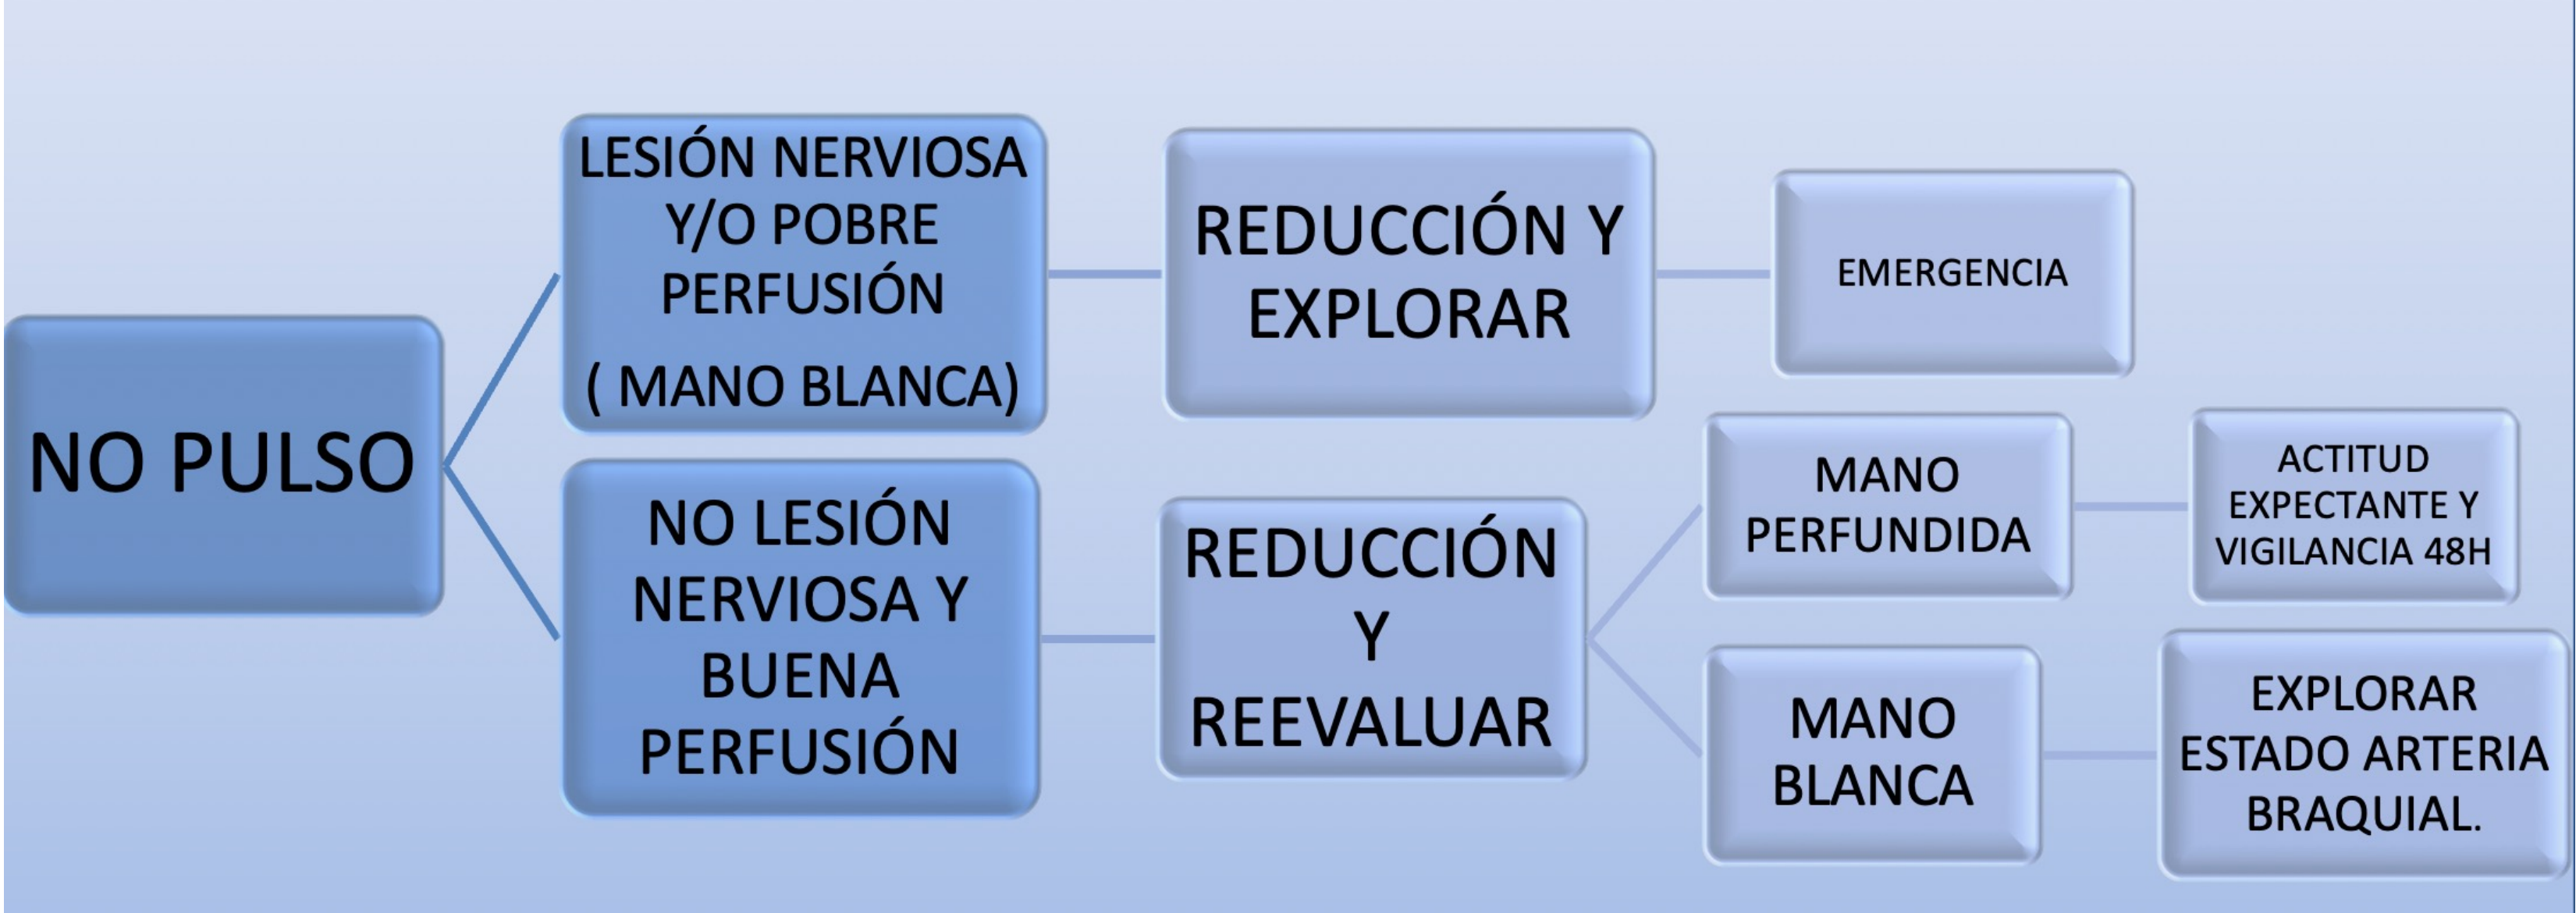 NO PULSO
LESIÓN NERVIOSA
Y/O POBRE
PERFUSIÓN
( MANO BLANCA)
REDUCCIÓN Y
EXPLORAR
EMERGENCIA
NO LESIÓN
NERVIOSA Y
BUENA
PERFUSIÓN
REDUCCIÓN
Y
REEVALUAR
MANO
PERFUNDIDA
ACTITUD
EXPECTANTE Y
VIGILANCIA 48H
MANO
BLANCA
EXPLORAR
ESTADO ARTERIA
BRAQUIAL.